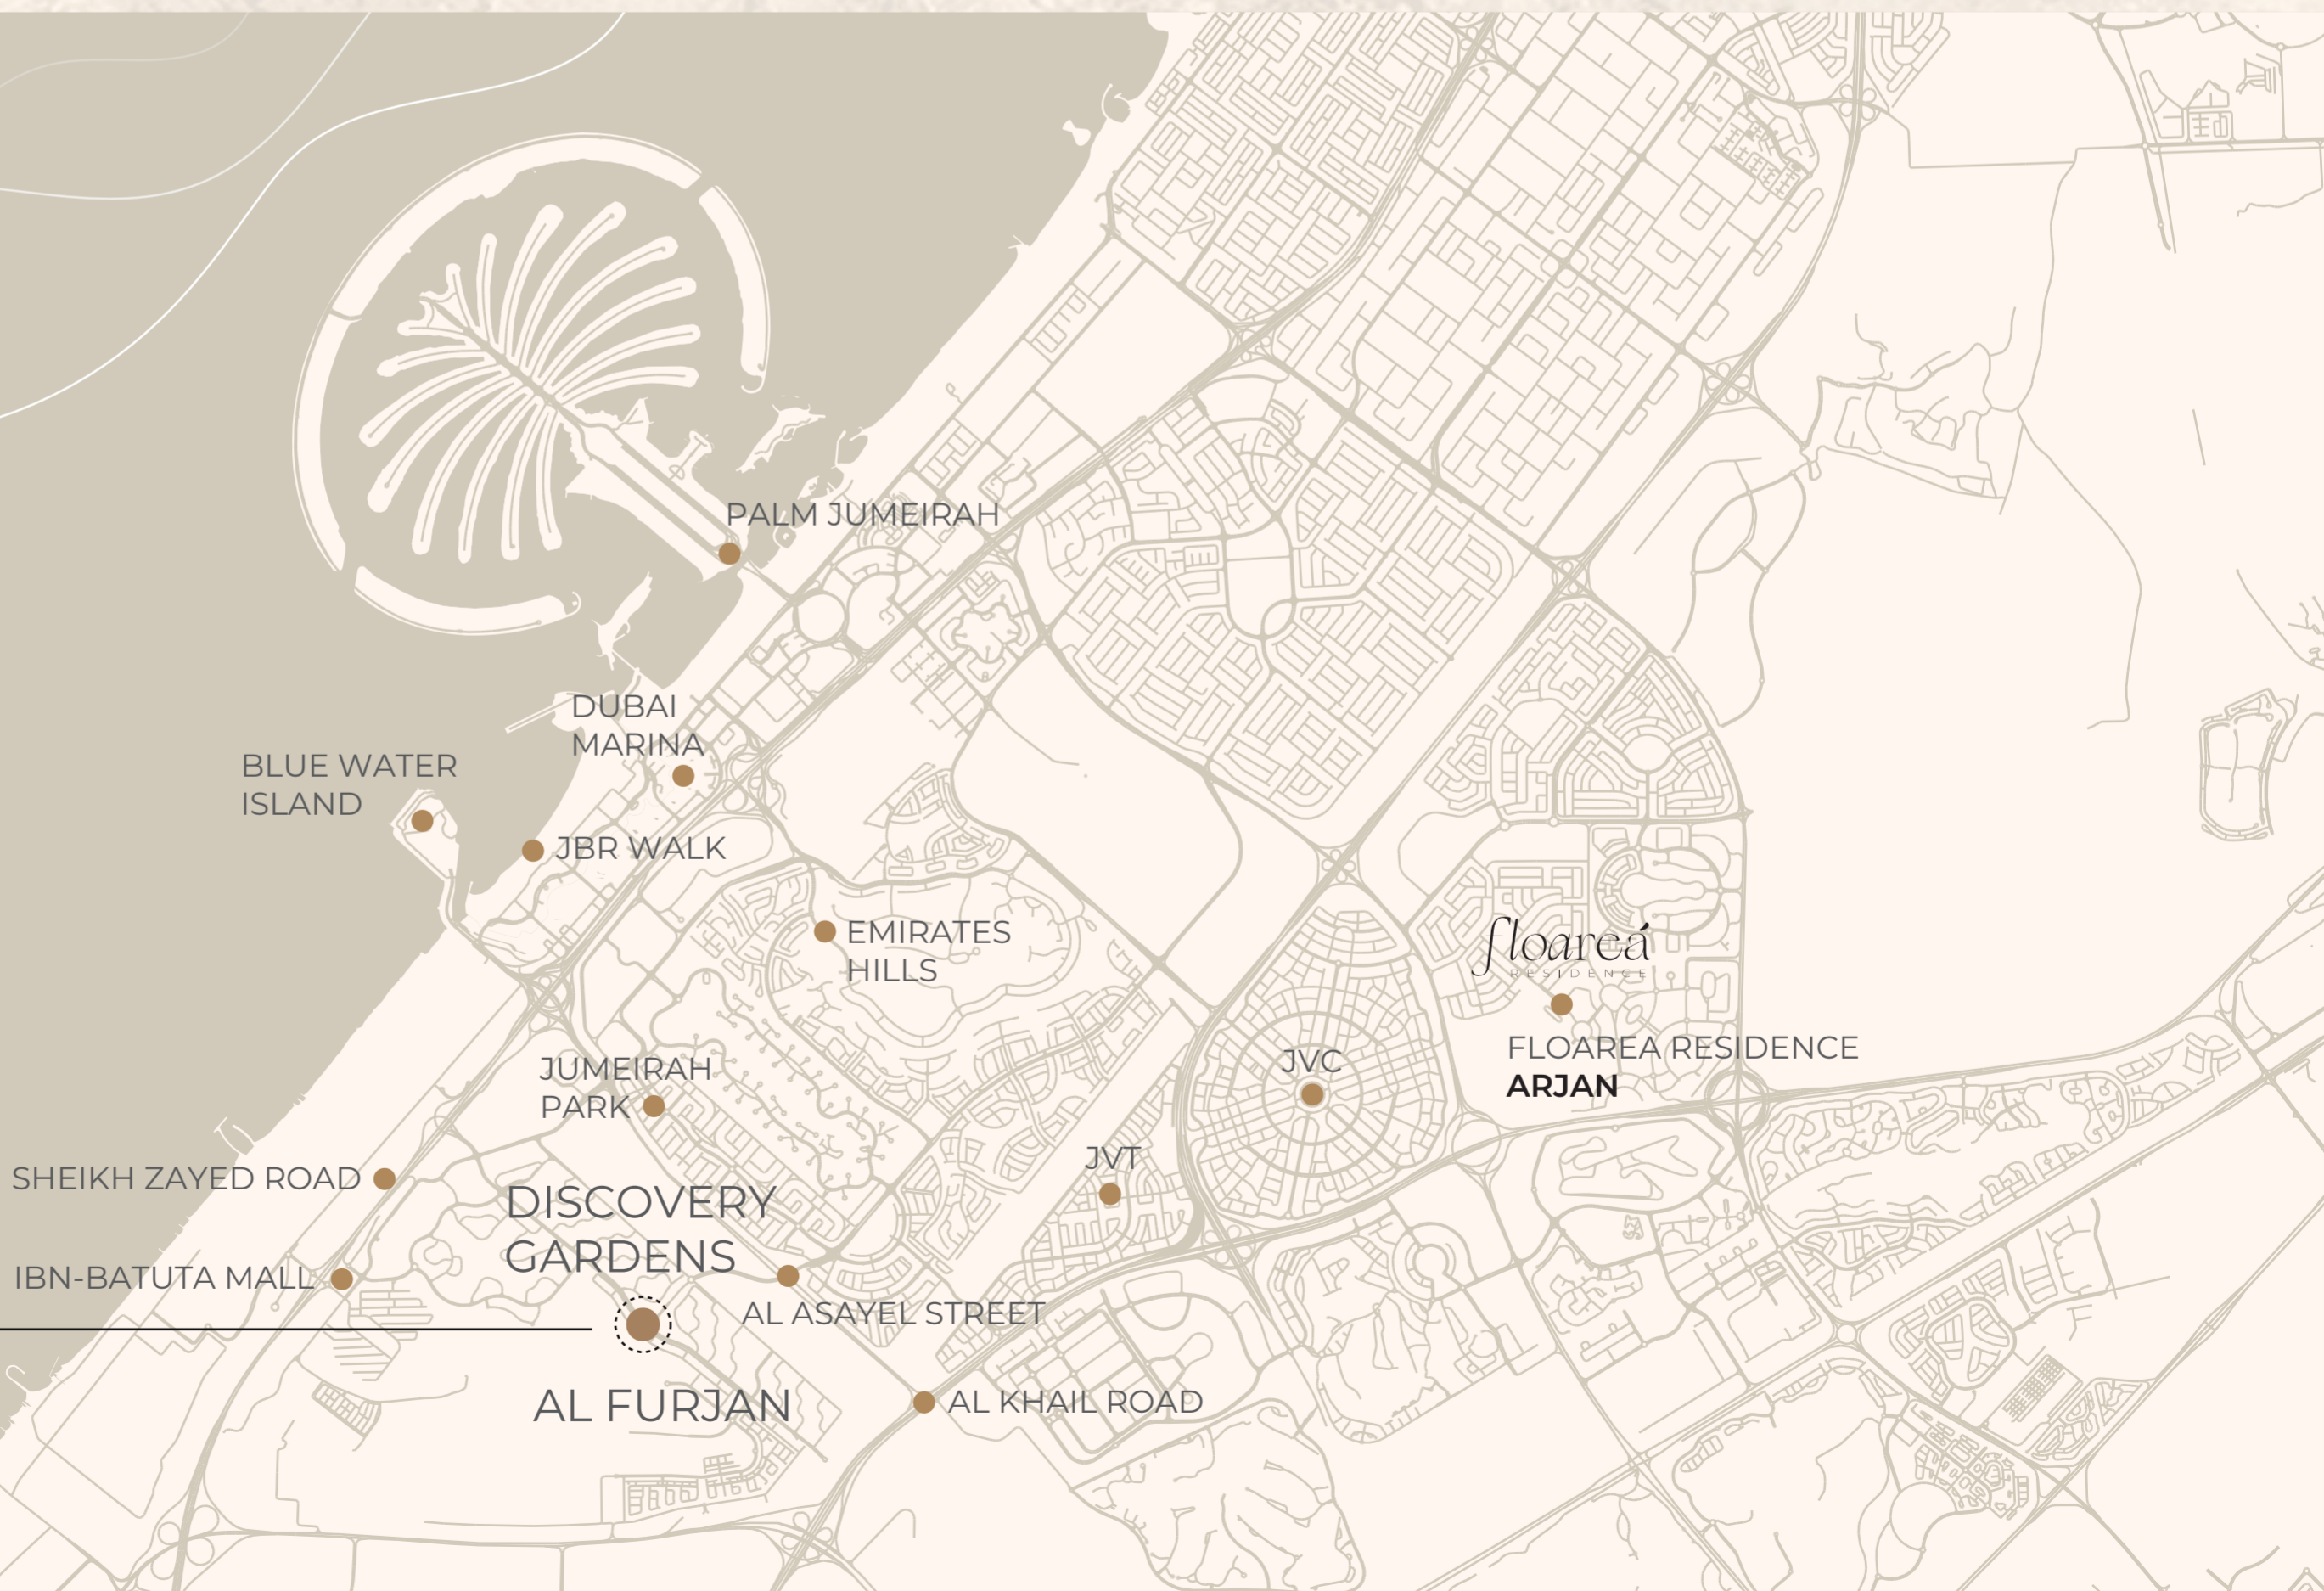 PALM JUMEIRAH
DUBAI
MARINA
BLUE WATER
ISLAND
JBR WALK
EMIRATES
HILLS
floareá
RESIDENCE
FLOAREA RESIDENCE
ARJAN
JVC
JUMEIRAH
PARK
JVT
SHEIKH ZAYED ROAD
DISCOVERY
GARDENS
IBN-BATUTA MALL
AL ASAYEL STREET
AL FURJAN
AL KHAIL ROAD